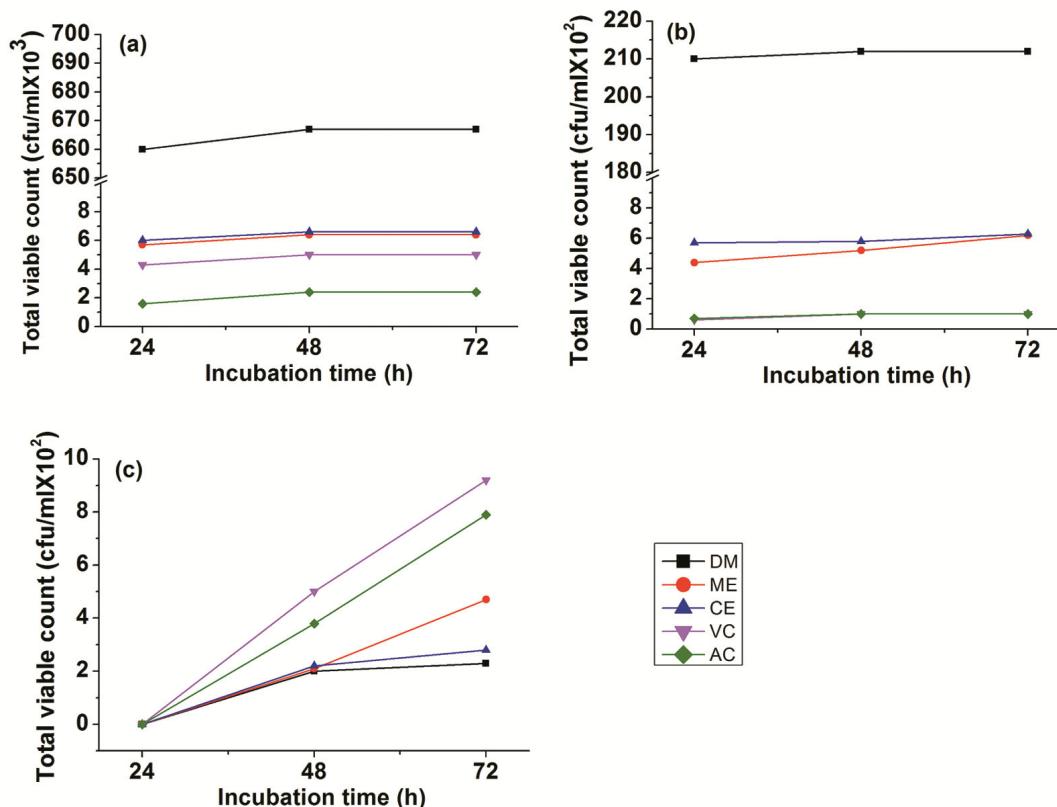 (a)
Total viable count (cfu/mlX10³)
700
690
680
670
660
650
8
6
4
2
0
24 48 72
Incubation time (h)
(b)
Total viable count (cfu/mlX10²)
220
210
200
190
180
8
6
4
2
0
24 48 72
Incubation time (h)
(c)
Total viable count (cfu/mlX10²)
10
8
6
4
2
0
24 48 72
Incubation time (h)
DM
ME
CE
VC
AC